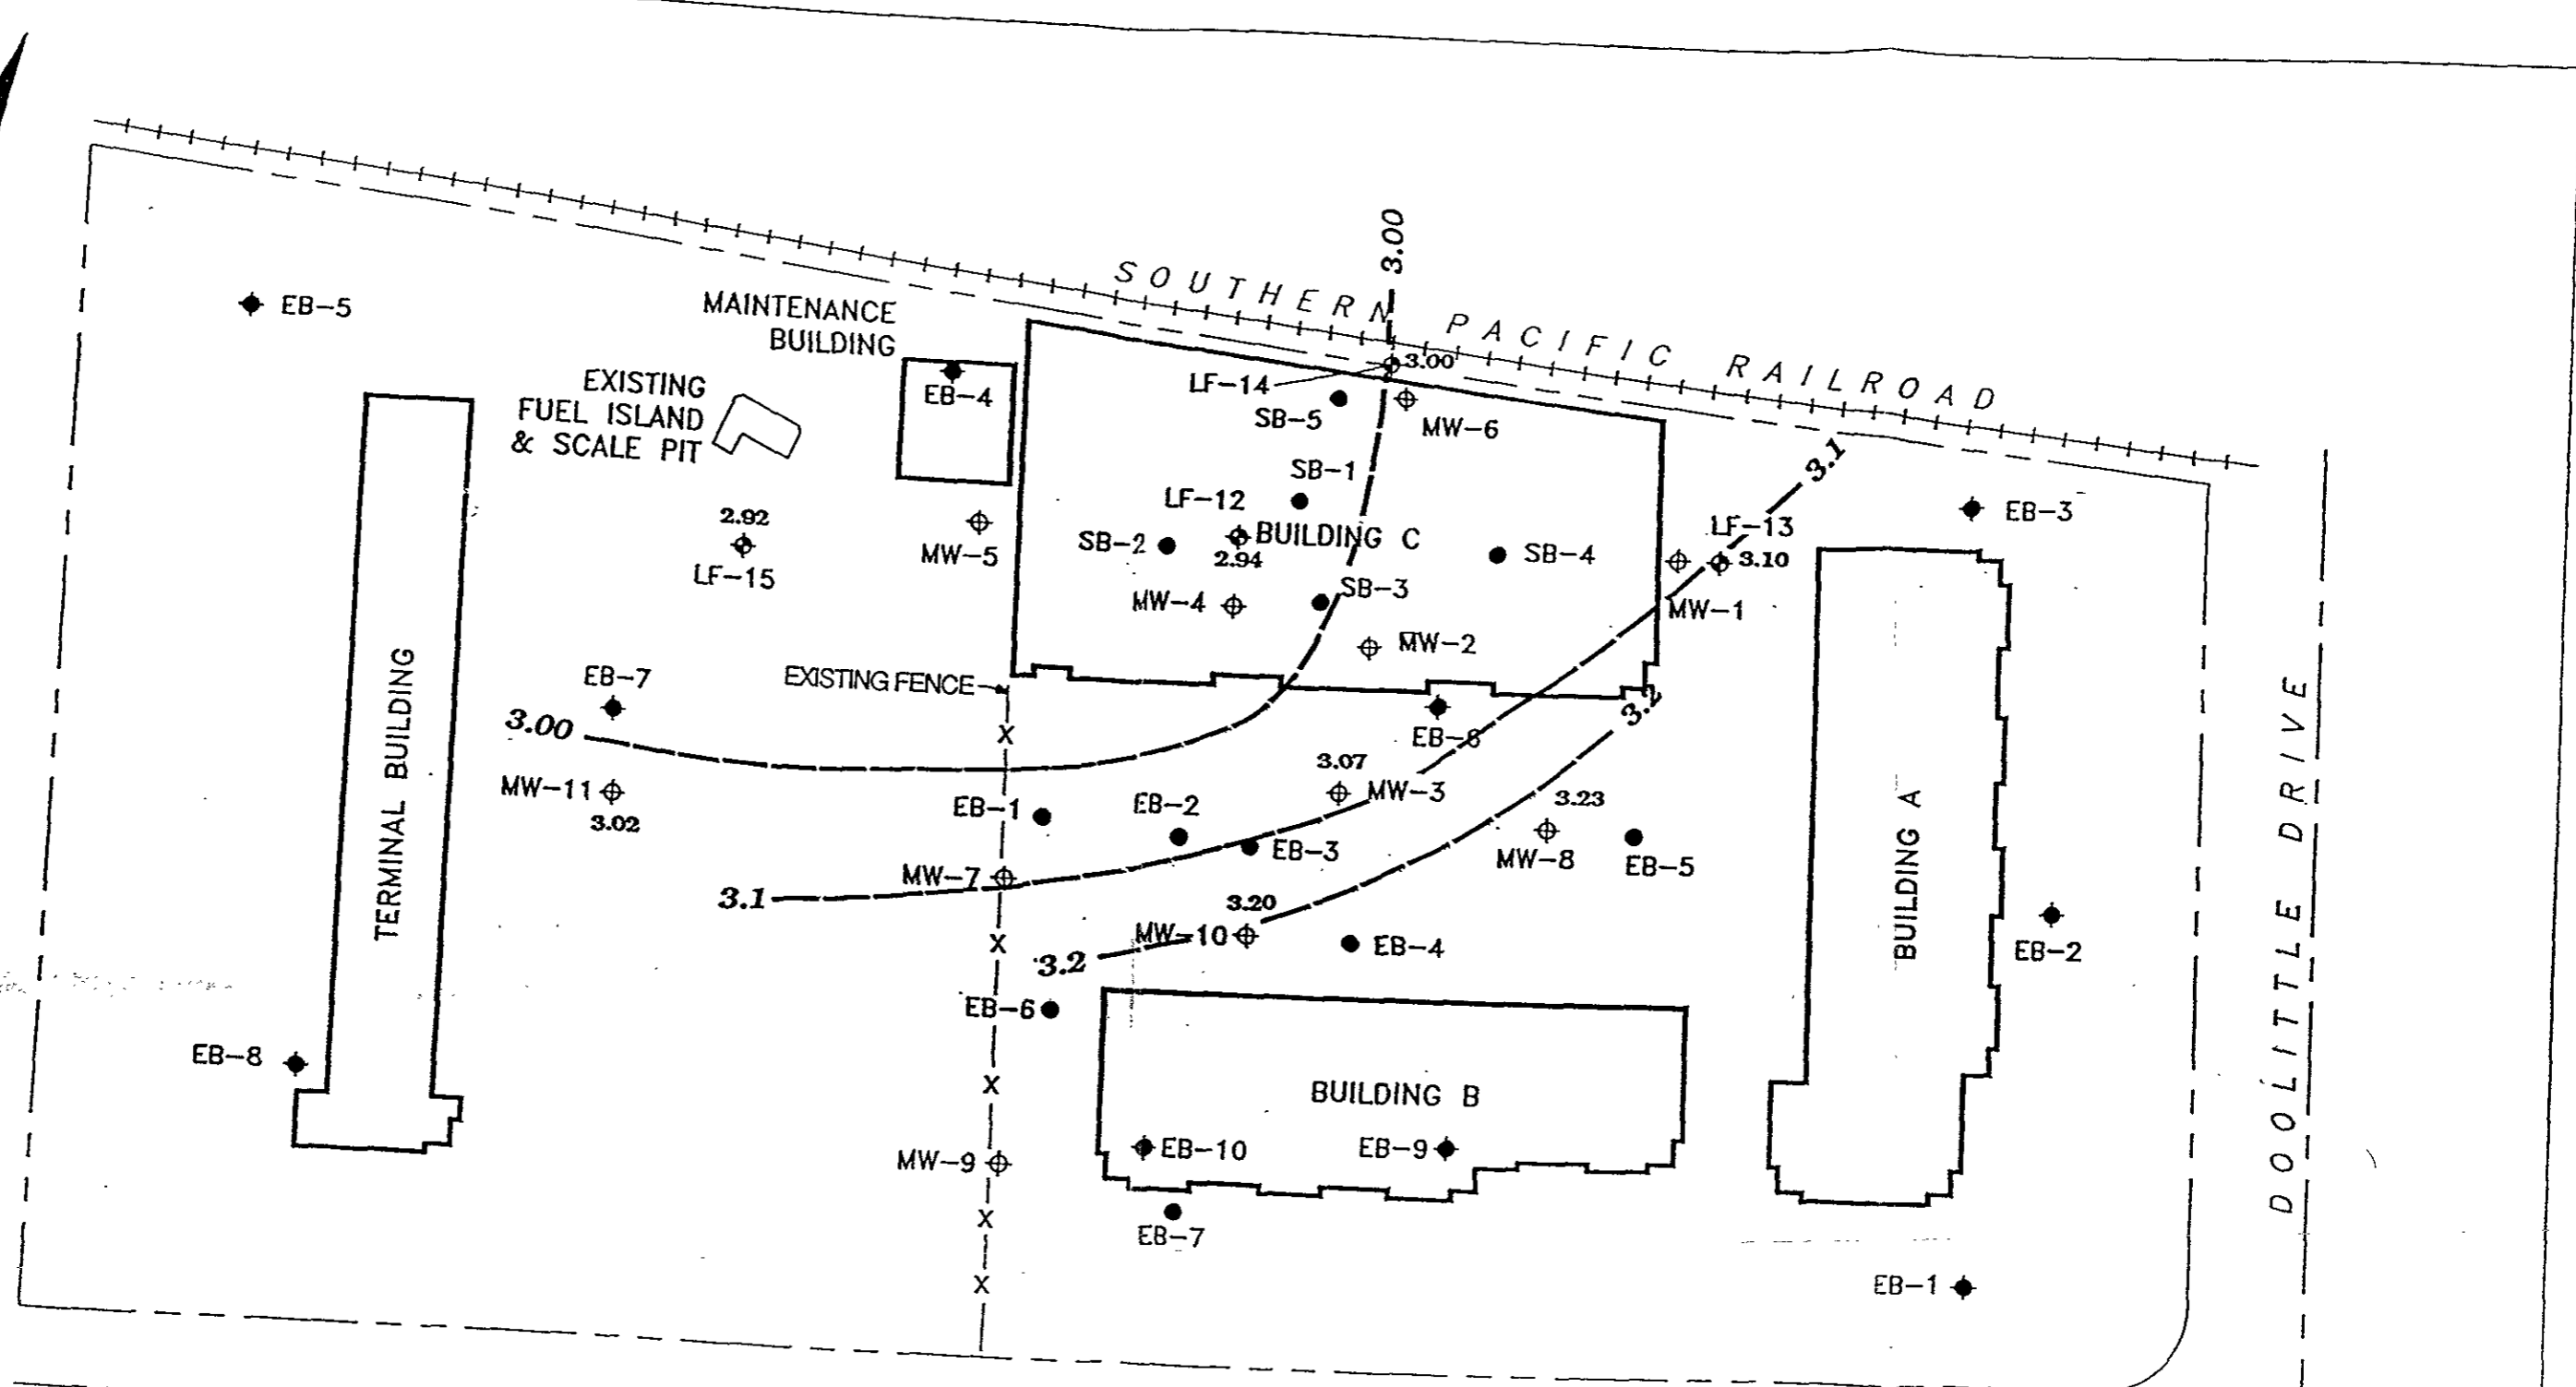 3.00
SOUTHERN PACIFIC RAILROAD
EB-5
MAINTENANCE
BUILDING
EB-4
EXISTING
FUEL ISLAND
& SCALE PIT
3.00
LF-14
SB-5
MW-6
3.1
SB-1
LF-12
BUILDING C
2.94
SB-2
SB-4
MW-4
SB-3
MW-2
2.92
LF-15
MW-5
LF-13
3.10
MW-1
EB-3
EXISTING FENCE
EB-7
3.00
MW-11
3.02
TERMINAL BUILDING
X
3.2
EB-6
3.07
MW-3
EB-1
EB-2
EB-3
3.23
MW-8
EB-5
MW-7
3.1
3.20
MW-10
X
3.2
EB-4
EB-6
BUILDING A
EB-2
DOOLITTLE DRIVE
EB-8
X
BUILDING B
EB-10
EB-9
MW-9
X
EB-7
X
EB-1